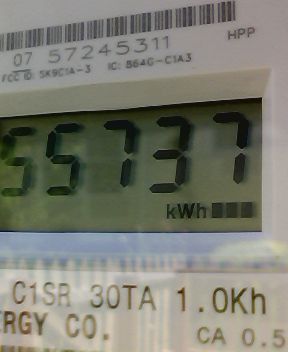 HPP
07 57245311
FCC ID: SK9C1A-3 IC: 864G-C1A3
55737
kWh
C1SR 30TA 1.0Kh
ERGY CO. CA 0.5